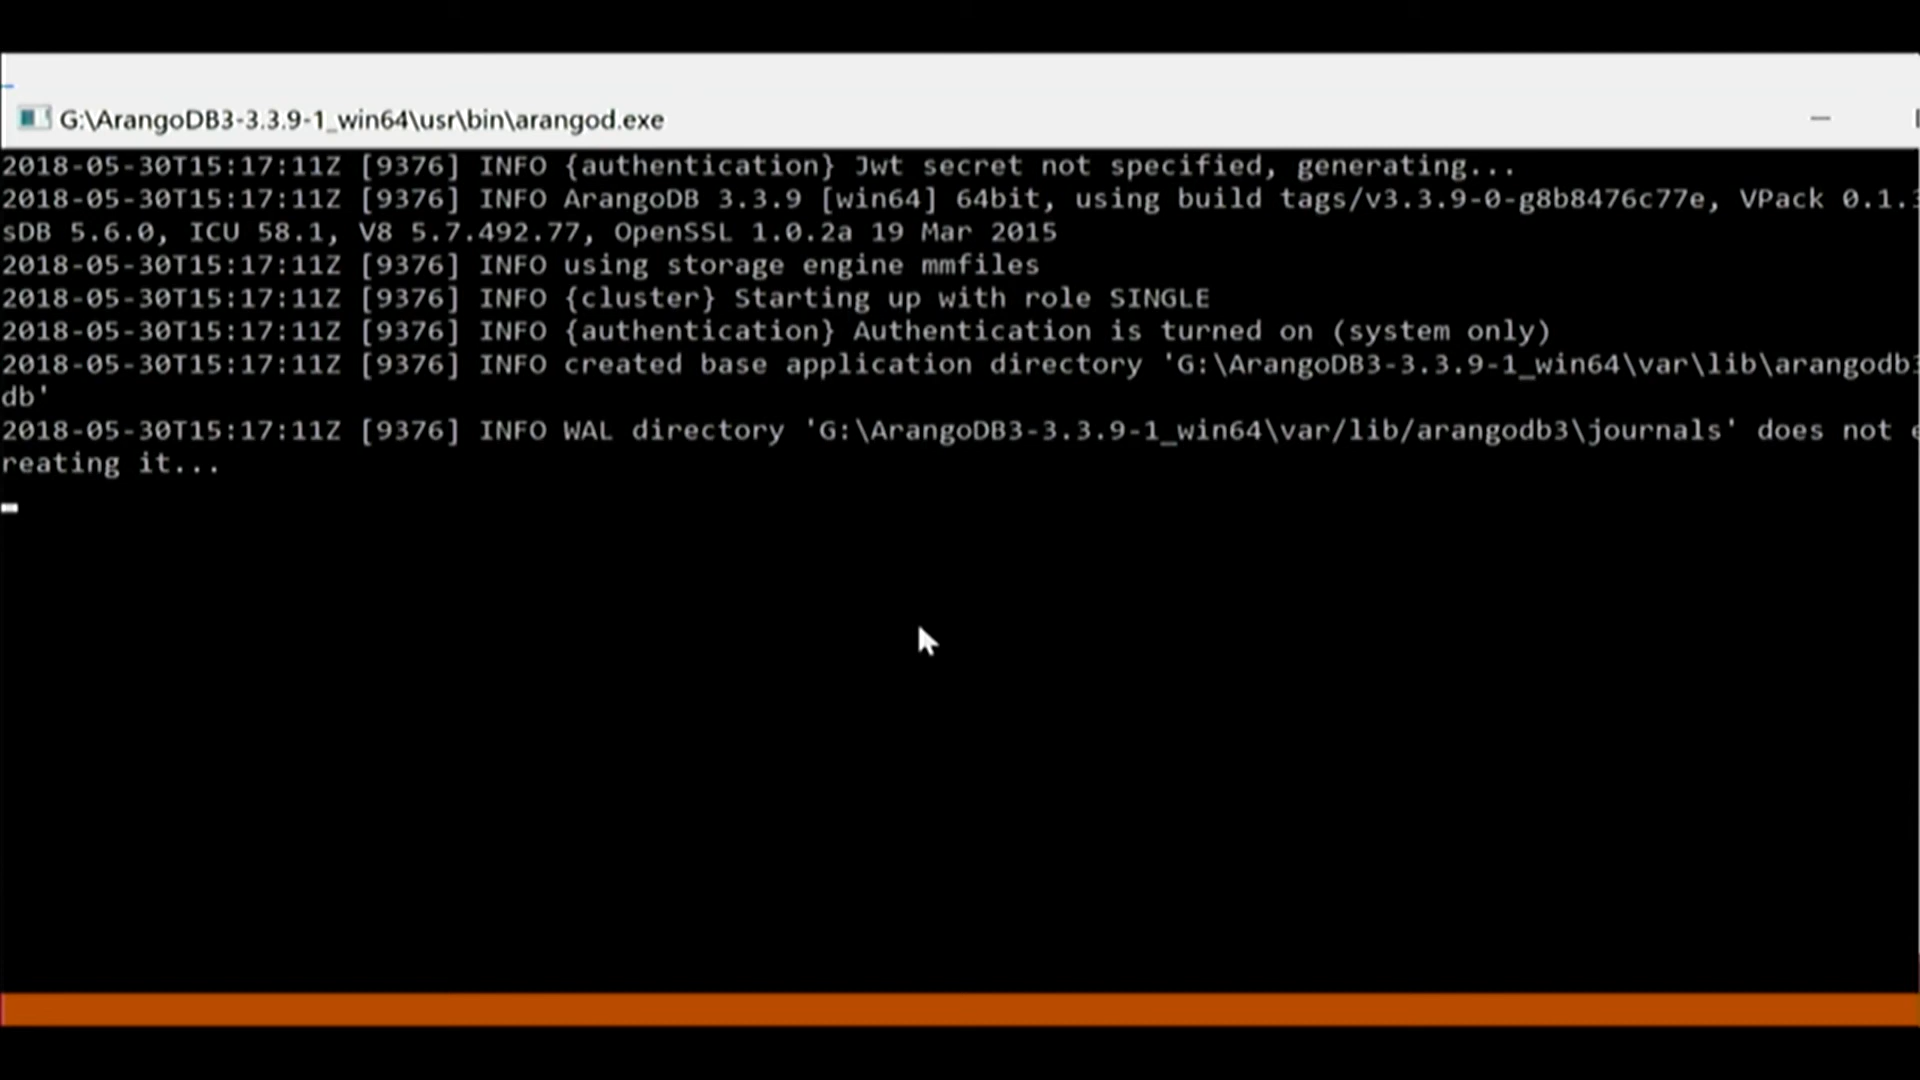 G:\ArangoDB3-3.3.9-1_win64\usr\bin\arangod.exe
2018-05-30T15:17:11Z [9376] INFO {authentication} Jwt secret not specified, generating...
2018-05-30T15:17:11Z [9376] INFO ArangoDB 3.3.9 [win64] 64bit, using build tags/v3.3.9-0-g8b8476c77e, VPack 0.1.3
sDB 5.6.0, ICU 58.1, V8 5.7.492.77, OpenSSL 1.0.2a 19 Mar 2015
2018-05-30T15:17:11Z [9376] INFO using storage engine mmfiles
2018-05-30T15:17:11Z [9376] INFO {cluster} Starting up with role SINGLE
2018-05-30T15:17:11Z [9376] INFO {authentication} Authentication is turned on (system only)
2018-05-30T15:17:11Z [9376] INFO created base application directory 'G:\ArangoDB3-3.3.9-1_win64\var\lib\arangodb3
db'
2018-05-30T15:17:11Z [9376] INFO WAL directory 'G:\ArangoDB3-3.3.9-1_win64\var/lib/arangodb3\journals' does not
reating it...